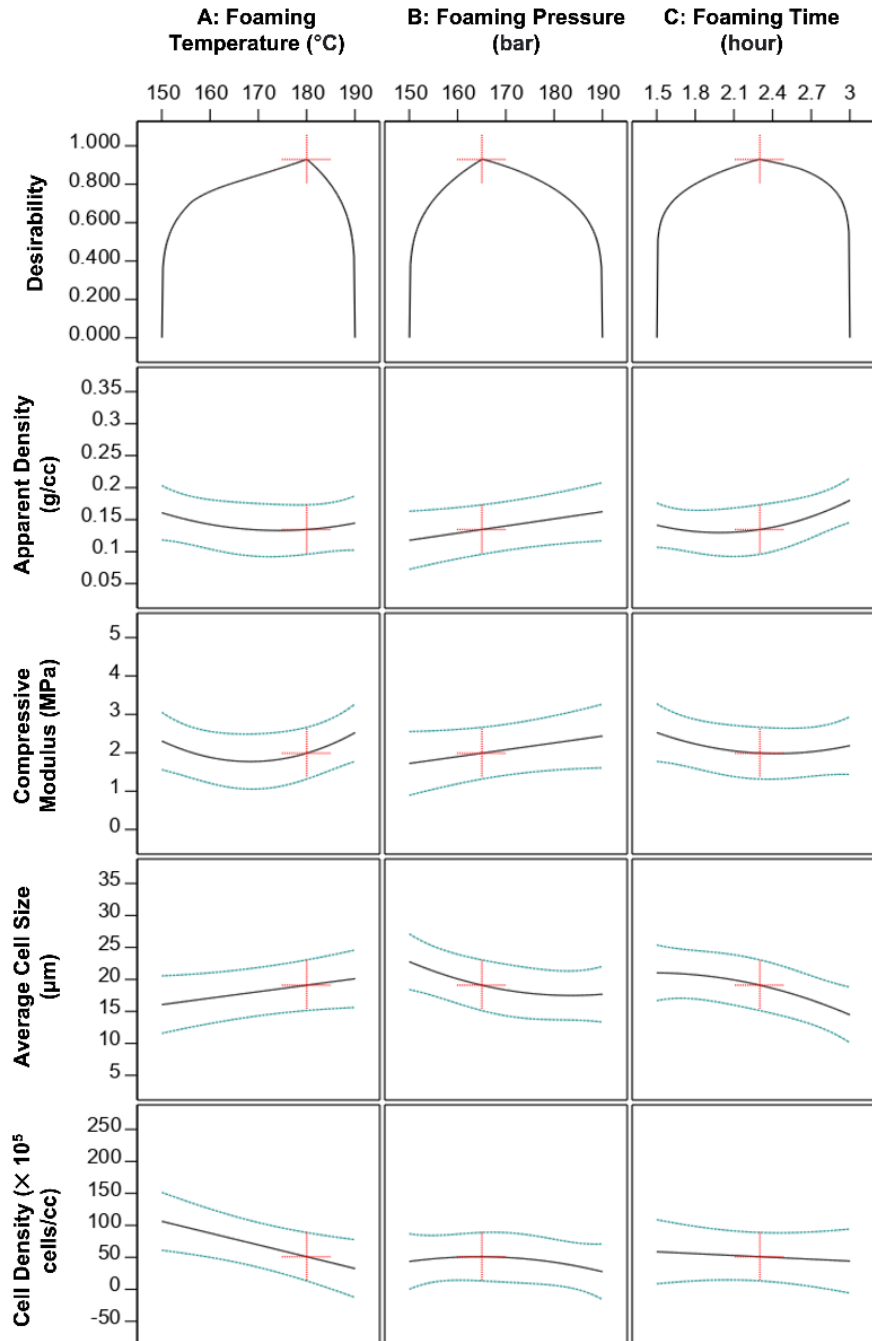 A: Foaming
Temperature (°C)
B: Foaming Pressure
(bar)
C: Foaming Time
(hour)
150 160 170 180 190
150 160 170 180 190
1.5 1.8 2.1 2.4 2.7 3
Desirability
1.000
0.800
0.600
0.400
0.200
0.000
Apparent Density
(g/cc)
0.35
0.3
0.25
0.2
0.15
0.1
0.05
Compressive
Modulus (MPa)
5
4
3
2
1
0
Average Cell Size
(µm)
35
30
25
20
15
10
5
Cell Density (× 10⁵
cells/cc)
250
200
150
100
50
0
-50